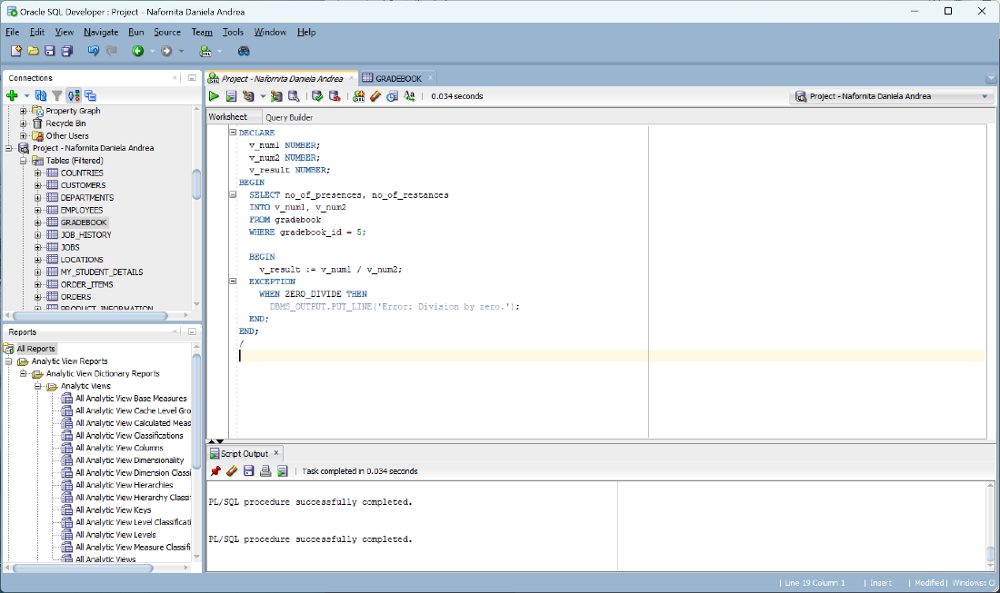 Oracle SQL Developer : Project - Nafornita Daniela Andrea
File Edit View Navigate Run Source Team Tools Window Help
Connections
Property Graph
Recycle Bin
Other Users
Project - Nafornita Daniela Andrea
Tables (Filtered)
COUNTRIES
CUSTOMERS
DEPARTMENTS
EMPLOYEES
GRADEBOOK
JOB_HISTORY
JOBS
LOCATIONS
MY_STUDENT_DETAILS
ORDER_ITEMS
ORDERS
PRODUCT_INFORMATION
Reports
All Reports
Analytic View Reports
Analytic View Dictionary Reports
Analytic Views
All Analytic View Base Measures
All Analytic View Cache Level Gro
All Analytic View Calculated Meas
All Analytic View Classifications
All Analytic View Columns
All Analytic View Dimensionality
All Analytic View Dimension Classi
All Analytic View Hierarchies
All Analytic View Hierarchy Classif
All Analytic View Keys
All Analytic View Level Classificati
All Analytic View Levels
All Analytic View Measure Classifi
All Analytic Views
Project - Nafornita Daniela Andrea
GRADEBOOK
0.034 seconds
Project - Nafornita Daniela Andrea
Worksheet Query Builder
DECLARE
v_num1 NUMBER;
v_num2 NUMBER;
v_result NUMBER;
BEGIN
SELECT no_of_presences, no_of_restances
INTO v_num1, v_num2
FROM gradebook
WHERE gradebook_id = 5;
BEGIN
v_result := v_num1 / v_num2;
EXCEPTION
WHEN ZERO_DIVIDE THEN
DBMS_OUTPUT.PUT_LINE('Error: Division by zero.');
END;
END;
/
Script Output
Task completed in 0.034 seconds
PL/SQL procedure successfully completed.
PL/SQL procedure successfully completed.
Line 19 Column 1 | Insert | Modified | Windows: C